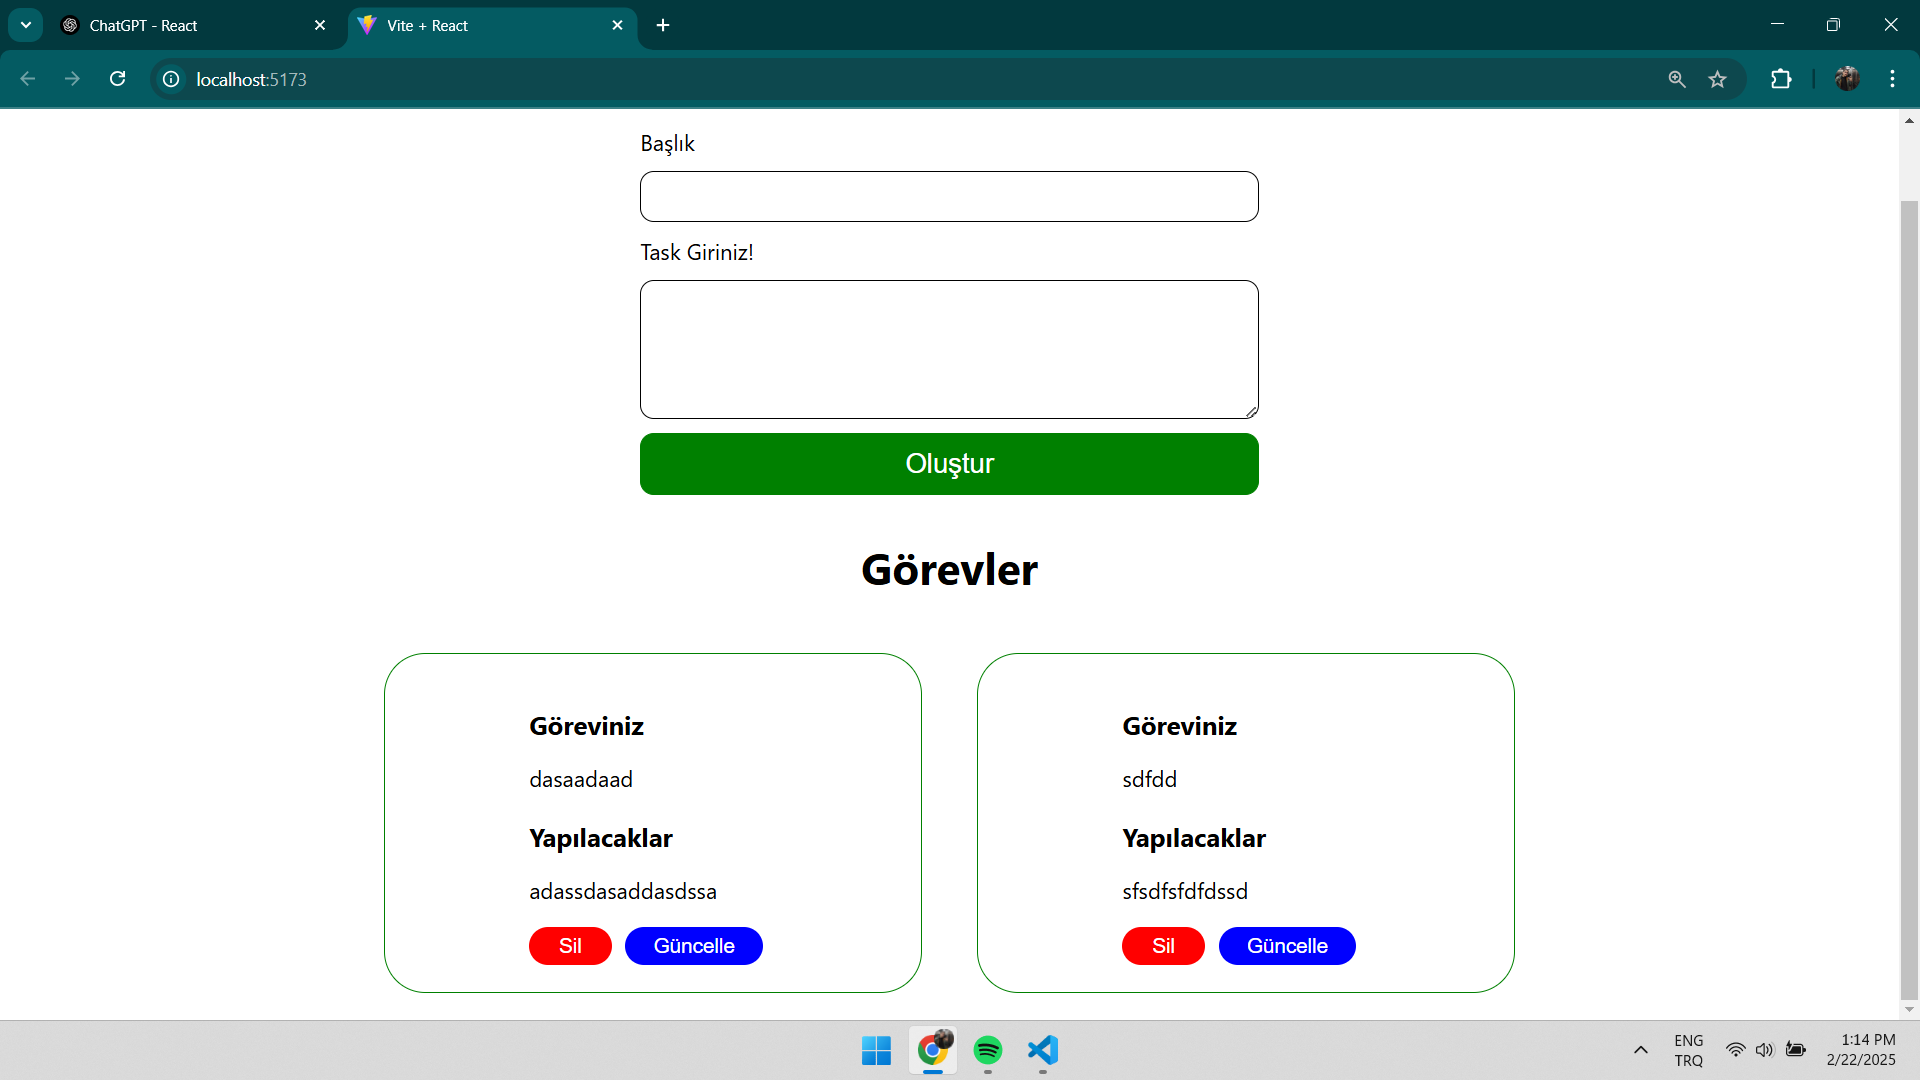 ChatGPT - React
Vite + React
localhost:5173
Başlık
Task Giriniz!
Oluştur
Görevler
Göreviniz
dasaadaad
Yapılacaklar
adassdasaddasdssa
Sil Güncelle
Göreviniz
sdfdd
Yapılacaklar
sfsdfsfdfdssd
Sil Güncelle
ENG
TRQ
1:14 PM
2/22/2025